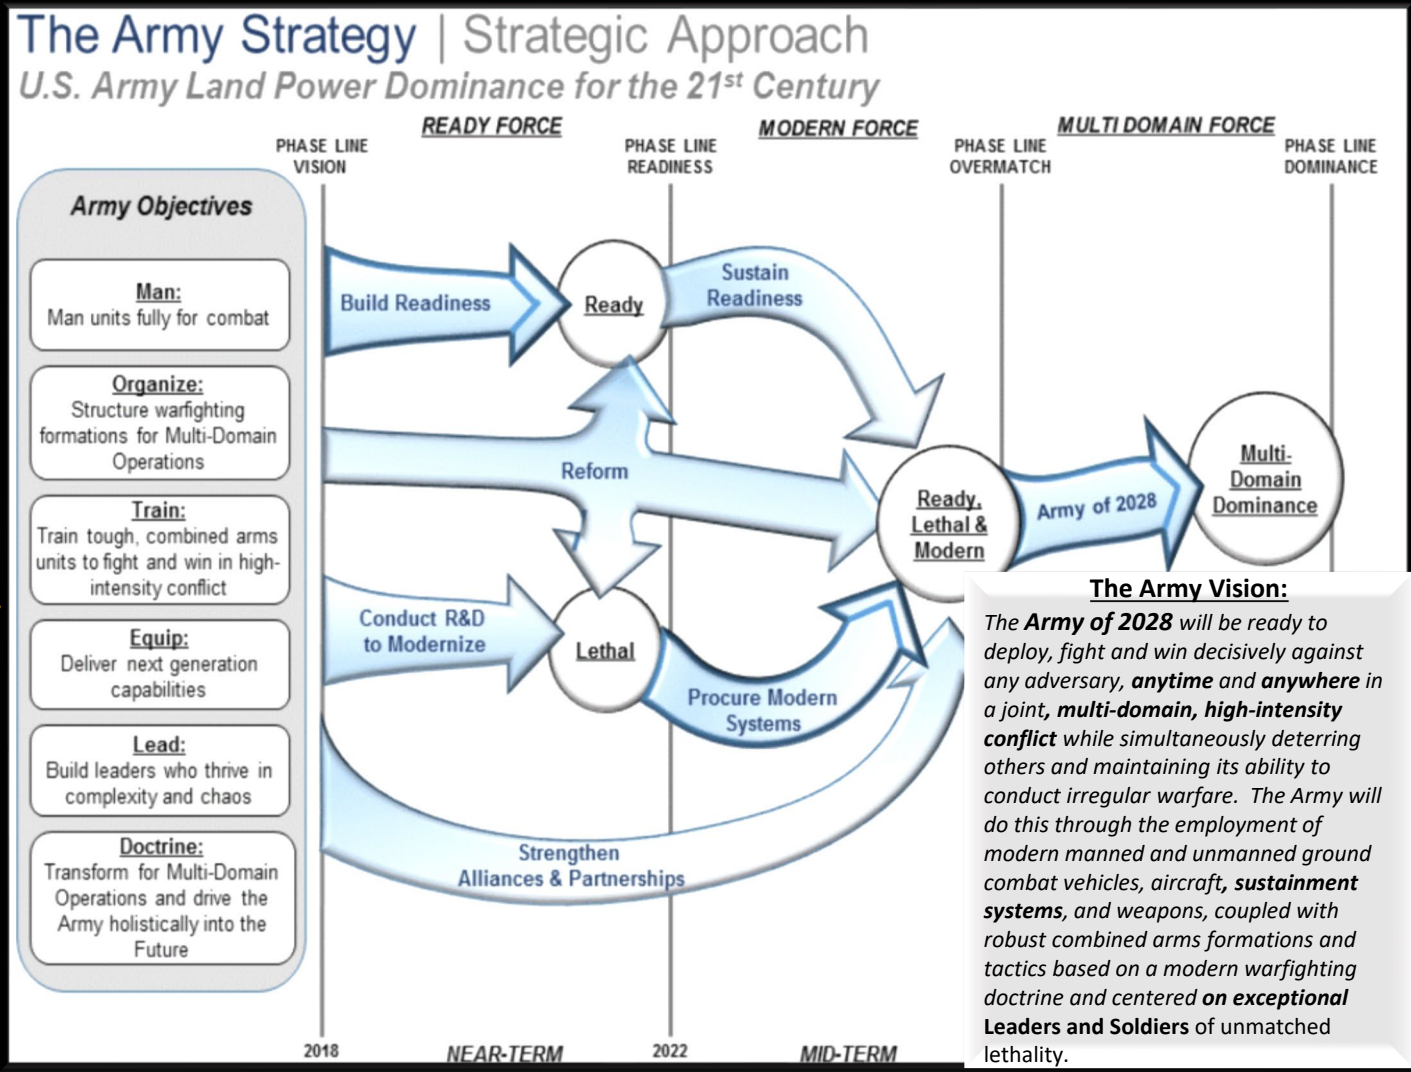 The Army Strategy | Strategic Approach
U.S. Army Land Power Dominance for the 21st Century
READY FORCE
MODERN FORCE
MULTI DOMAIN FORCE
PHASE LINE
VISION
PHASE LINE
READINESS
PHASE LINE
OVERMATCH
PHASE LINE
DOMINANCE
Army Objectives
Man:
Man units fully for combat
Organize:
Structure warfighting
formations for Multi-Domain
Operations
Train:
Train tough, combined arms
units to fight and win in high-
intensity conflict
Equip:
Deliver next generation
capabilities
Lead:
Build leaders who thrive in
complexity and chaos
Doctrine:
Transform for Multi-Domain
Operations and drive the
Army holistically into the
Future
Build Readiness
Ready
Sustain
Readiness
Reform
Conduct R&D
to Modernize
Lethal
Procure Modern
Systems
Strengthen
Alliances & Partnerships
Ready,
Lethal &
Modern
Army of 2028
Multi-
Domain
Dominance
The Army Vision:
The Army of 2028 will be ready to
deploy, fight and win decisively against
any adversary, anytime and anywhere in
a joint, multi-domain, high-intensity
conflict while simultaneously deterring
others and maintaining its ability to
conduct irregular warfare.  The Army will
do this through the employment of
modern manned and unmanned ground
combat vehicles, aircraft, sustainment
systems, and weapons, coupled with
robust combined arms formations and
tactics based on a modern warfighting
doctrine and centered on exceptional
Leaders and Soldiers of unmatched
lethality.
2018
NEAR-TERM
2022
MID-TERM